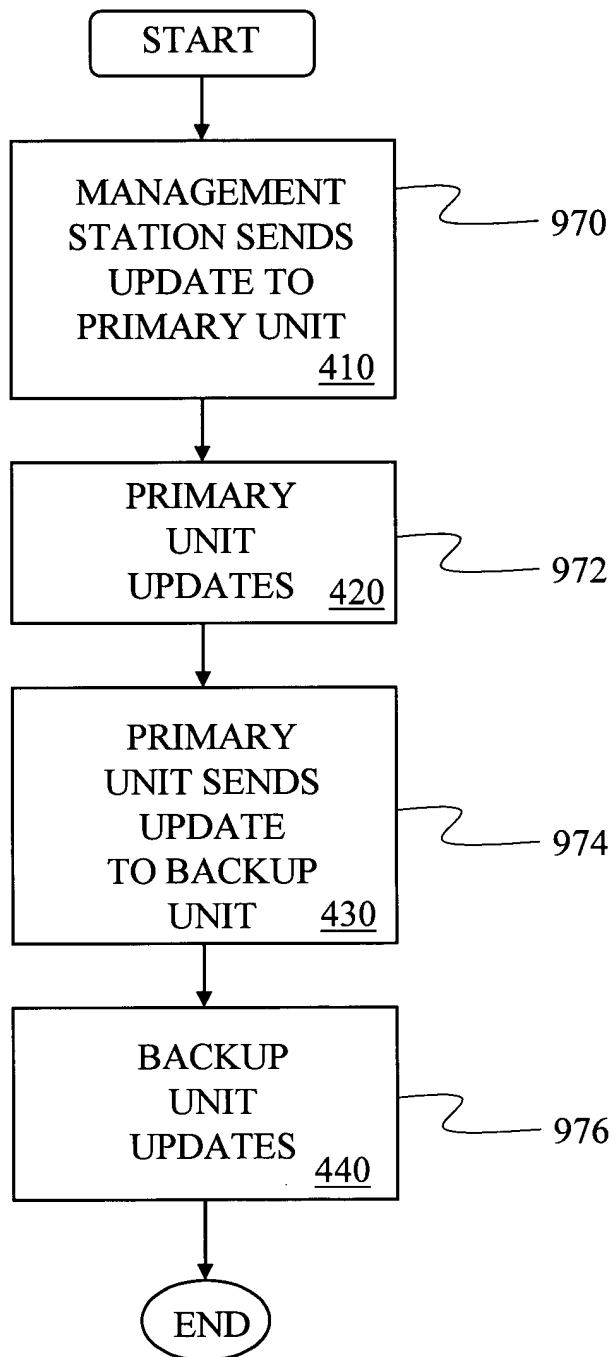 START
MANAGEMENT
STATION SENDS
UPDATE TO
PRIMARY UNIT
410
970
PRIMARY
UNIT
UPDATES
420
972
PRIMARY
UNIT SENDS
UPDATE
TO BACKUP
UNIT
430
974
BACKUP
UNIT
UPDATES
440
976
END